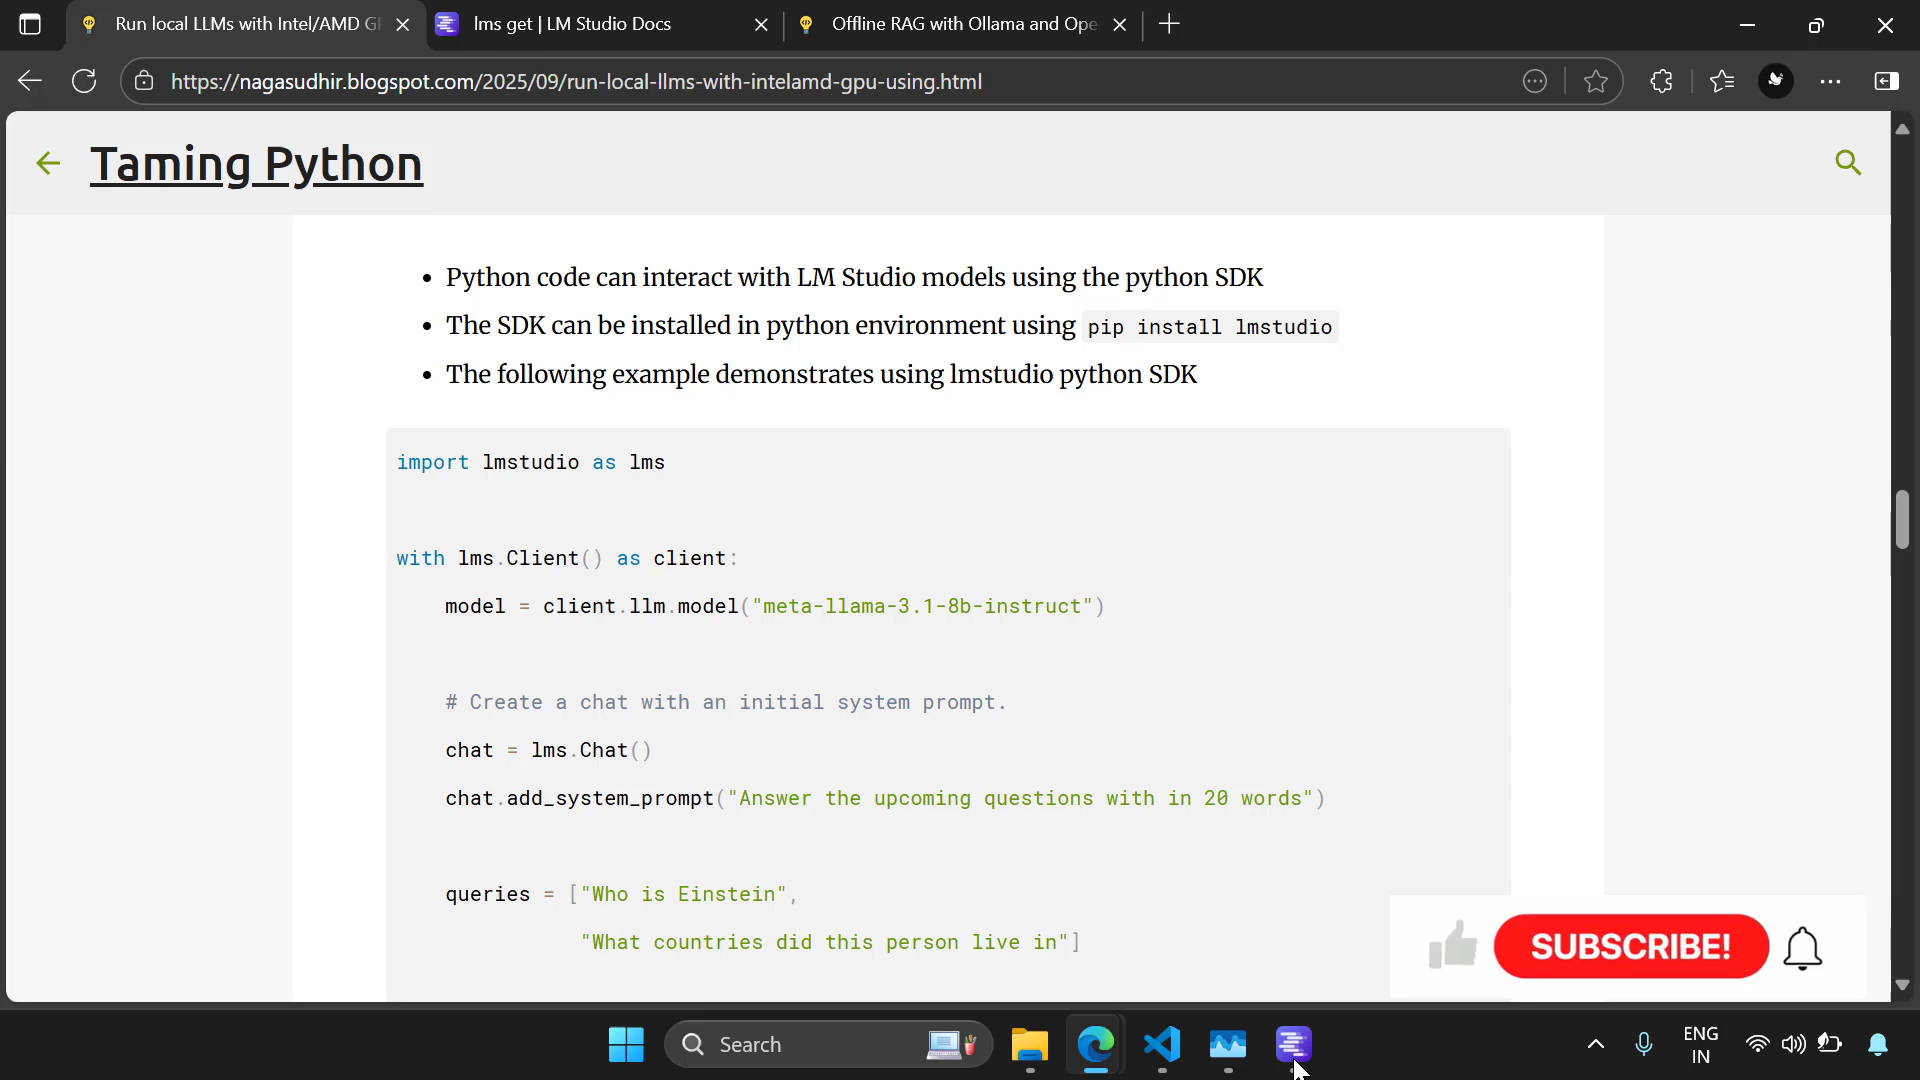 Run local LLMs with Intel/AMD GP
lms get | LM Studio Docs
Offline RAG with Ollama and Ope
https://nagasudhir.blogspot.com/2025/09/run-local-llms-with-intelamd-gpu-using.html
Taming Python
• Python code can interact with LM Studio models using the python SDK
• The SDK can be installed in python environment using pip install lmstudio
• The following example demonstrates using lmstudio python SDK
import lmstudio as lms
with lms.Client() as client:
model = client.llm.model("meta-llama-3.1-8b-instruct")
# Create a chat with an initial system prompt.
chat = lms.Chat()
chat.add_system_prompt("Answer the upcoming questions with in 20 words")
queries = ["Who is Einstein",
"What countries did this person live in"]
SUBSCRIBE!
Search
ENG
IN